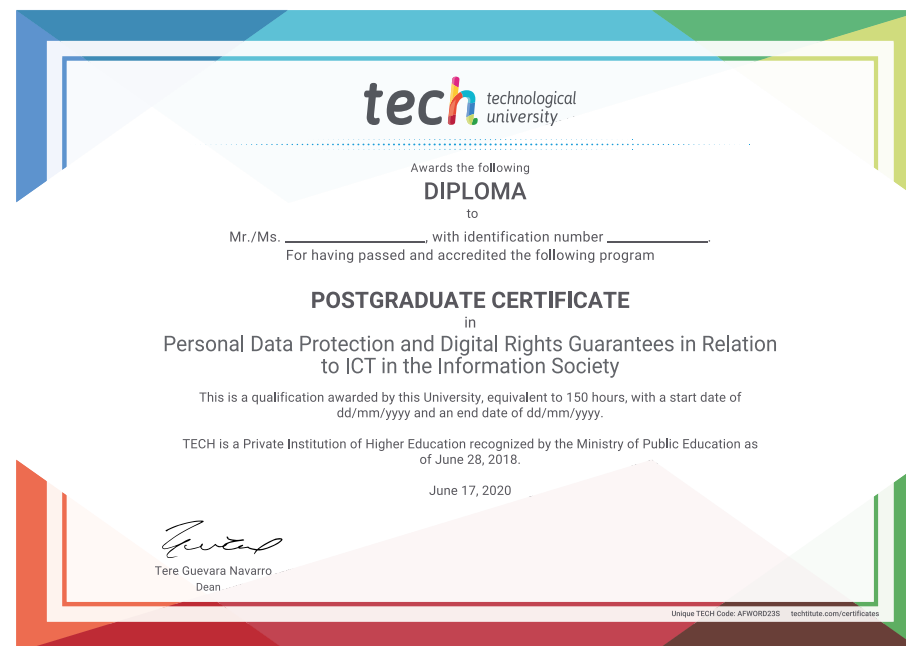 tech technological
university
Awards the following
DIPLOMA
to
Mr./Ms. ____________________, with identification number ______________.
For having passed and accredited the following program
POSTGRADUATE CERTIFICATE
in
Personal Data Protection and Digital Rights Guarantees in Relation
to ICT in the Information Society
This is a qualification awarded by this University, equivalent to 150 hours, with a start date of
dd/mm/yyyy and an end date of dd/mm/yyyy.
TECH is a Private Institution of Higher Education recognized by the Ministry of Public Education as
of June 28, 2018.
June 17, 2020
Tere Guevara Navarro
Dean
Unique TECH Code: AFWORD23S techtitute.com/certificates